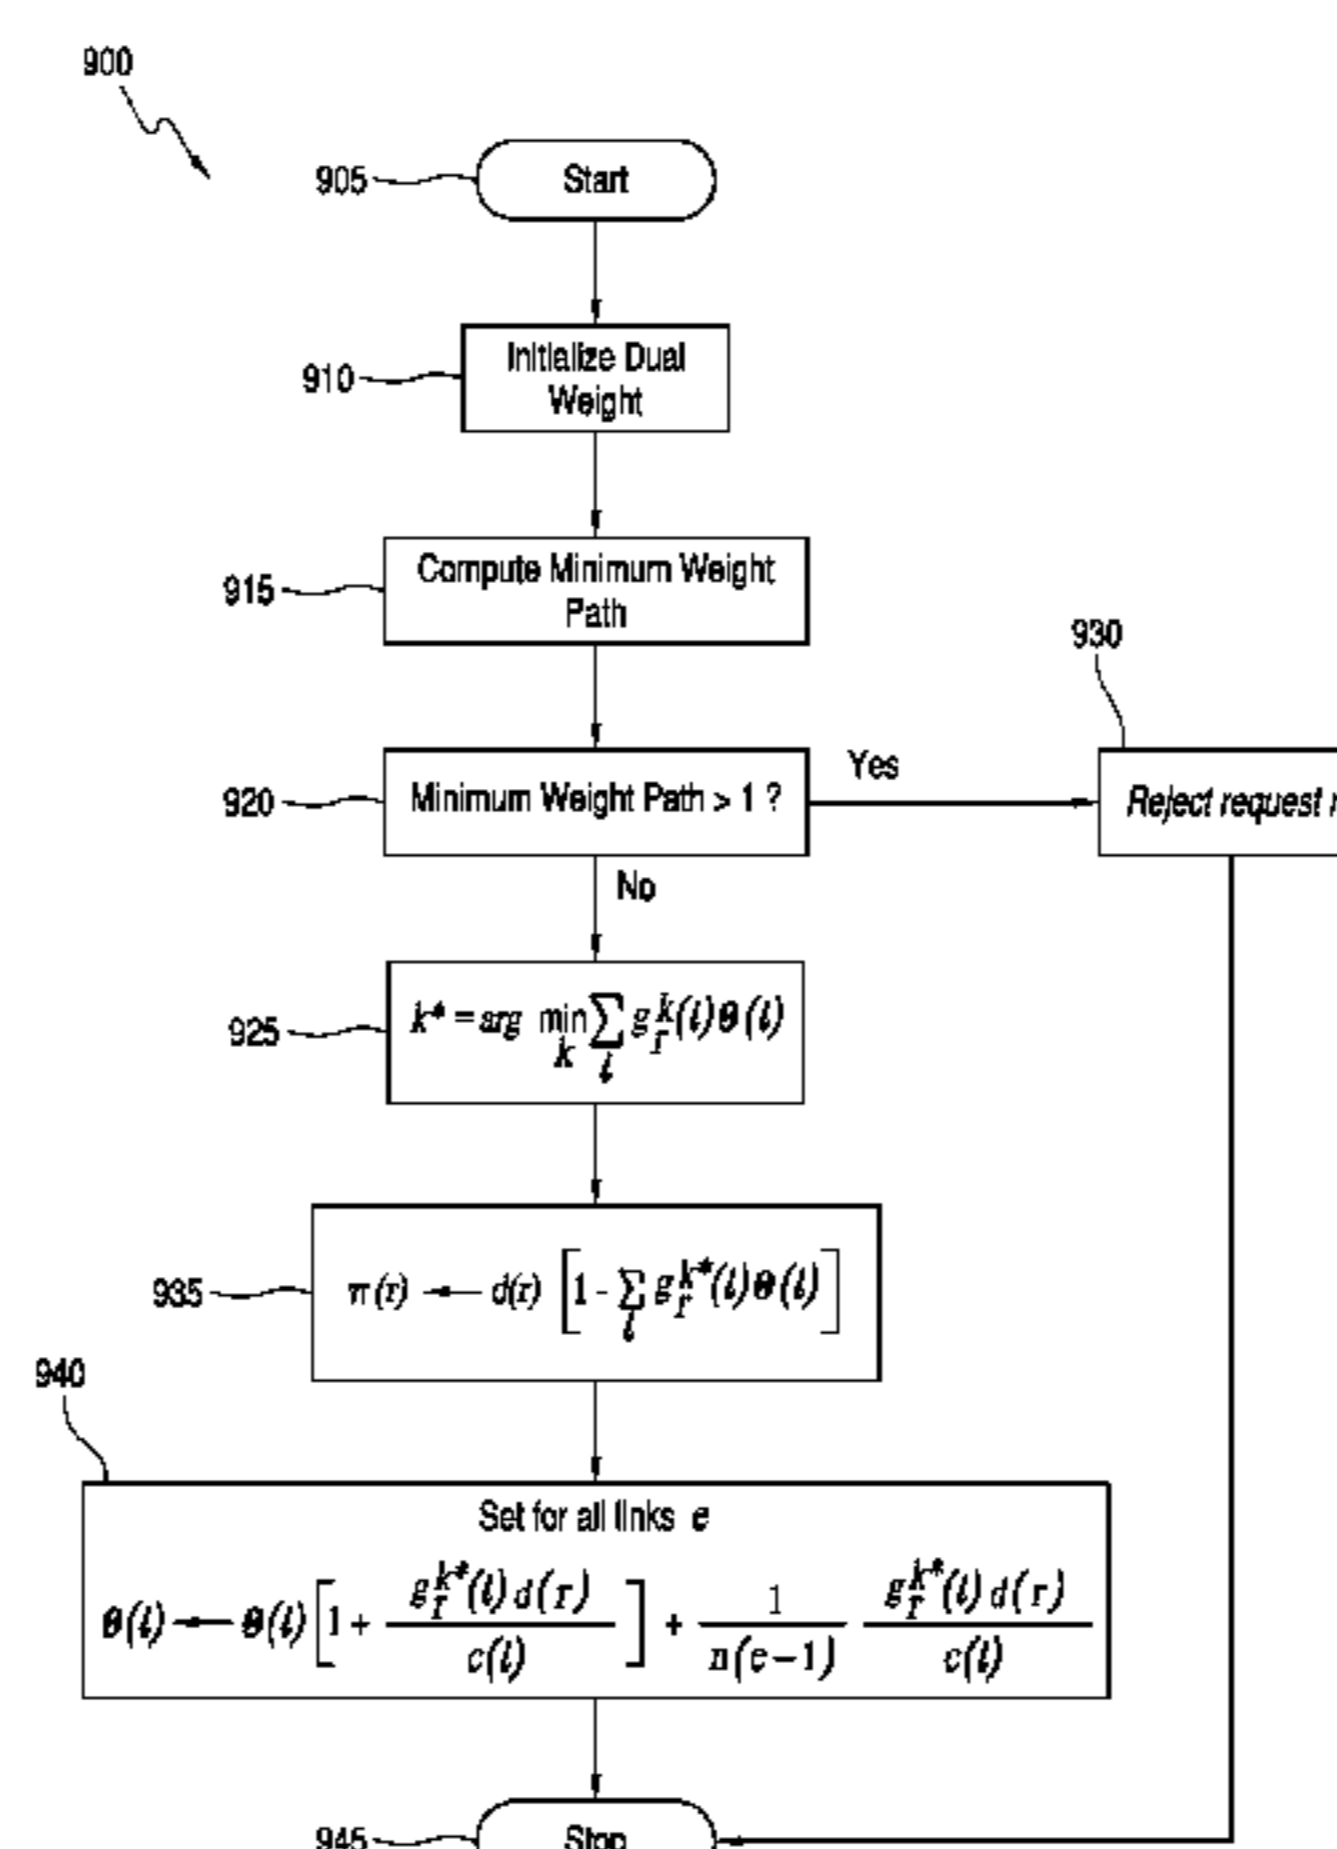 900
905
Start
910
Initialize Dual
Weight
915
Compute Minimum Weight
Path
930
920
Minimum Weight Path > 1 ?
Yes
Reject request r
No
925
k* = arg min_k ∑_l g_r^k(l) θ(l)
935
π(r) ← d(r) [1 - ∑_l g_r^k*(l) θ(l)]
940
Set for all links e
θ(l) ← θ(l) [1 + g_r^k*(l) d(r) / c(l)] + 1 / n(e−1) g_r^k*(l) d(r) / c(l)
945
Stop